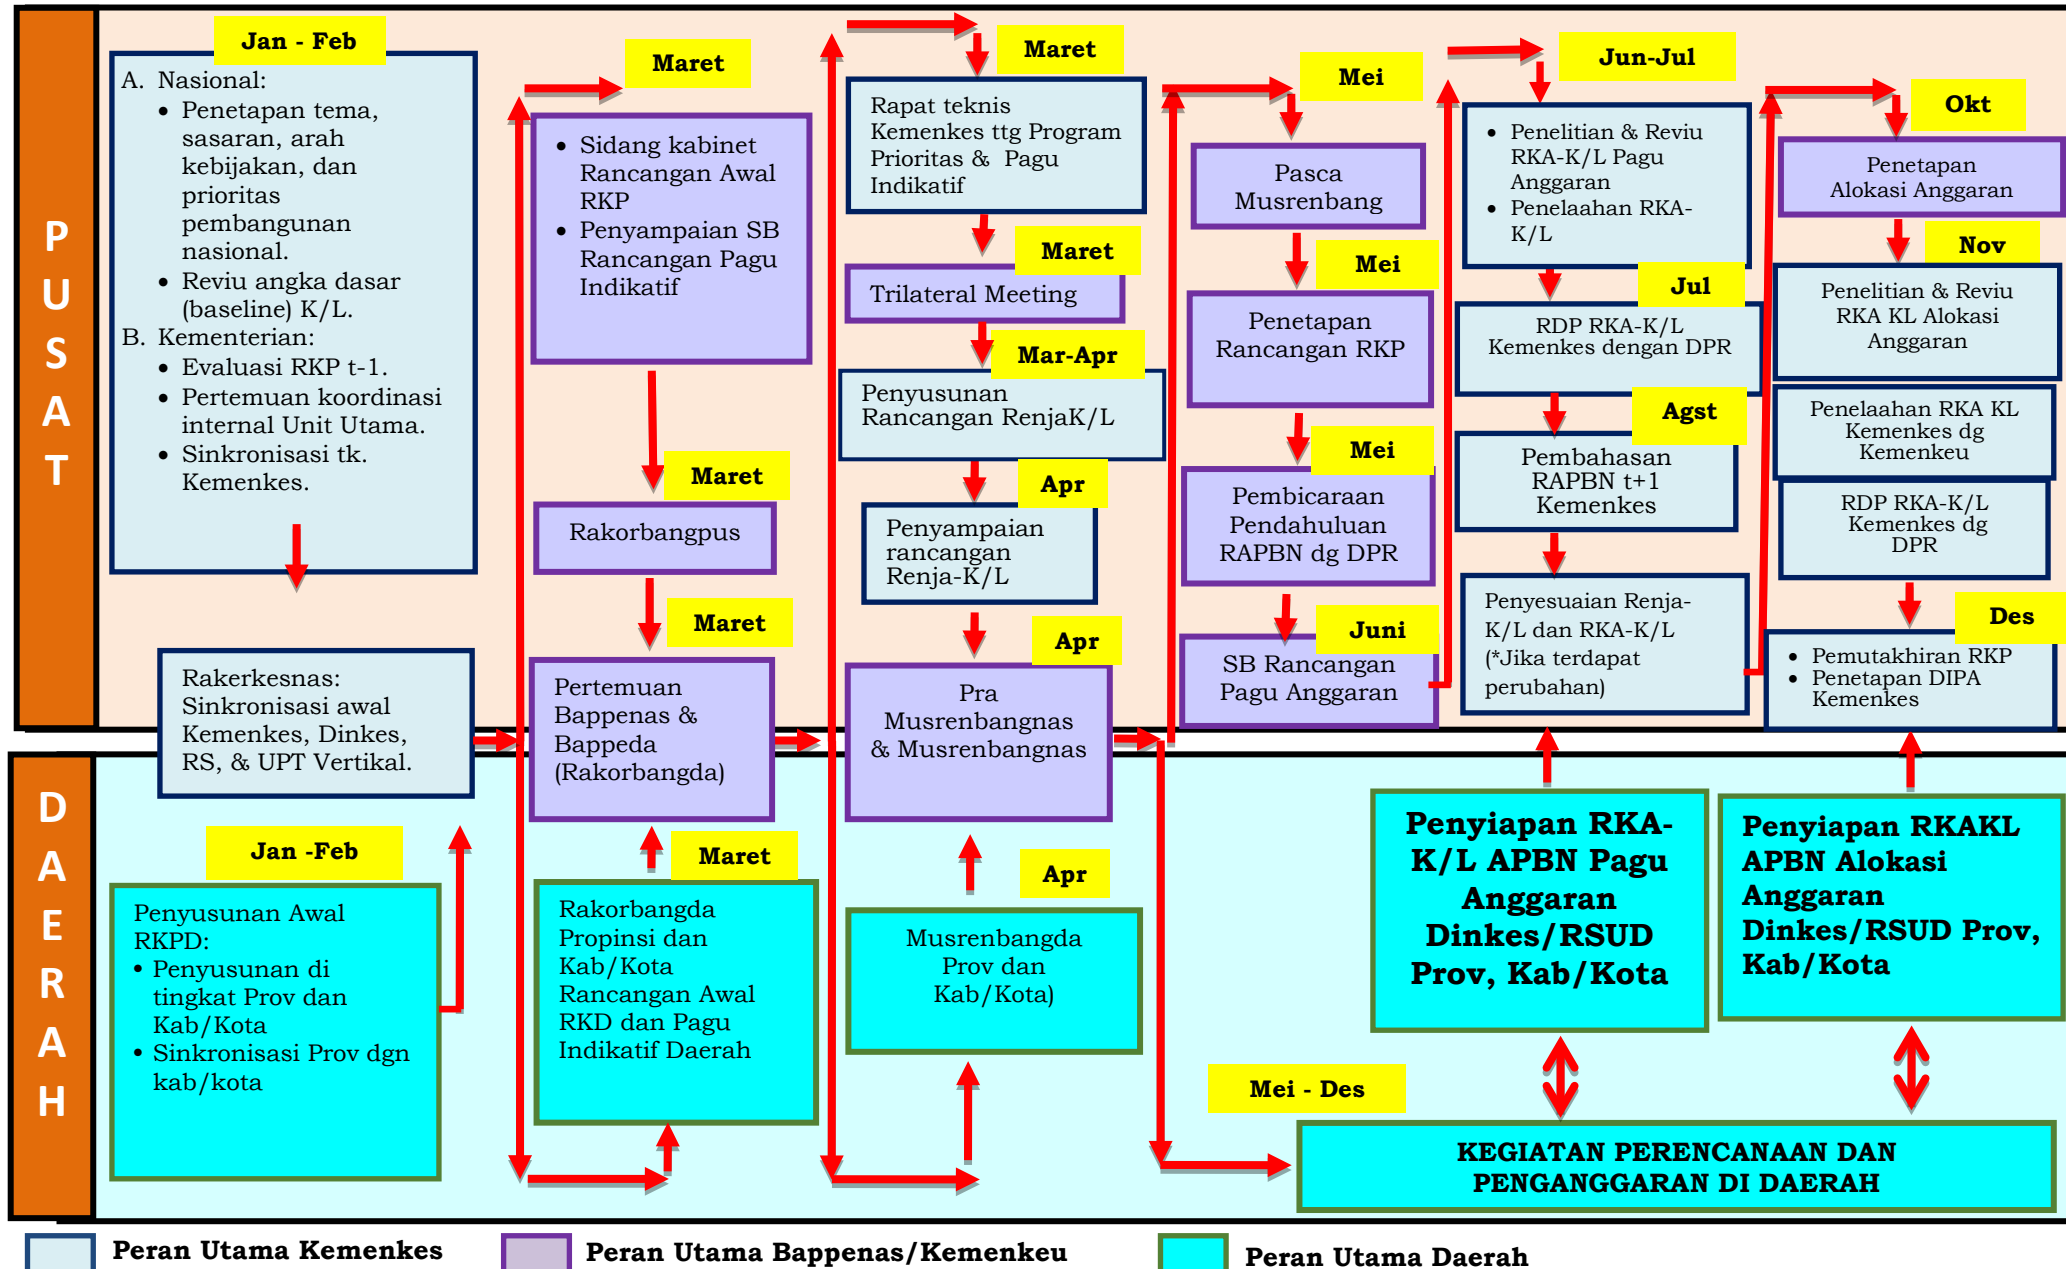 PUSAT
Jan - Feb
A. Nasional:
• Penetapan tema,
sasaran, arah
kebijakan, dan
prioritas
pembangunan
nasional.
• Reviu angka dasar
(baseline) K/L.
B. Kementerian:
• Evaluasi RKP t-1.
• Pertemuan koordinasi
internal Unit Utama.
• Sinkronisasi tk.
Kemenkes.
Rakerkesnas:
Sinkronisasi awal
Kemenkes, Dinkes,
RS, & UPT Vertikal.
Maret
• Sidang kabinet
Rancangan Awal
RKP
• Penyampaian SB
Rancangan Pagu
Indikatif
Maret
Rakorbangpus
Maret
Pertemuan
Bappenas &
Bappeda
(Rakorbangda)
Maret
Rapat teknis
Kemenkes ttg Program
Prioritas & Pagu
Indikatif
Maret
Trilateral Meeting
Mar-Apr
Penyusunan
Rancangan RenjaK/L
Apr
Penyampaian
rancangan
Renja-K/L
Apr
Pra
Musrenbangnas
& Musrenbangnas
Mei
Pasca
Musrenbang
Mei
Penetapan
Rancangan RKP
Mei
Pembicaraan
Pendahuluan
RAPBN dg DPR
Juni
SB Rancangan
Pagu Anggaran
Jun-Jul
• Penelitian & Reviu
RKA-K/L Pagu
Anggaran
• Penelaahan RKA-
K/L
Jul
RDP RKA-K/L
Kemenkes dengan DPR
Agst
Pembahasan
RAPBN t+1
Kemenkes
Penyesuaian Renja-
K/L dan RKA-K/L
(*Jika terdapat
perubahan)
Okt
Penetapan
Alokasi Anggaran
Nov
Penelitian & Reviu
RKA KL Alokasi
Anggaran
Penelaahan RKA KL
Kemenkes dg
Kemenkeu
RDP RKA-K/L
Kemenkes dg
DPR
Des
• Pemutakhiran RKP
• Penetapan DIPA
Kemenkes
DAERAH
Jan -Feb
Penyusunan Awal
RKPD:
• Penyusunan di
tingkat Prov dan
Kab/Kota
• Sinkronisasi Prov dgn
kab/kota
Maret
Rakorbangda
Propinsi dan
Kab/Kota
Rancangan Awal
RKD dan Pagu
Indikatif Daerah
Apr
Musrenbangda
Prov dan
Kab/Kota)
Penyiapan RKA-
K/L APBN Pagu
Anggaran
Dinkes/RSUD
Prov, Kab/Kota
Penyiapan RKAKL
APBN Alokasi
Anggaran
Dinkes/RSUD Prov,
Kab/Kota
Mei - Des
KEGIATAN PERENCANAAN DAN
PENGANGGARAN DI DAERAH
Peran Utama Kemenkes
Peran Utama Bappenas/Kemenkeu
Peran Utama Daerah